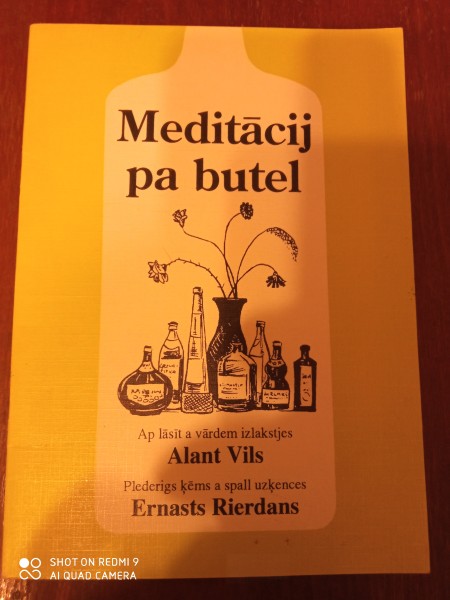 Meditācij
pa butel
Ap lāsīt a vārdem izlakstjes
Alant Vils
Plederigs ķēms a spall uzķences
Ernasts Rierdans
SHOT ON REDMI 9
AI QUAD CAMERA